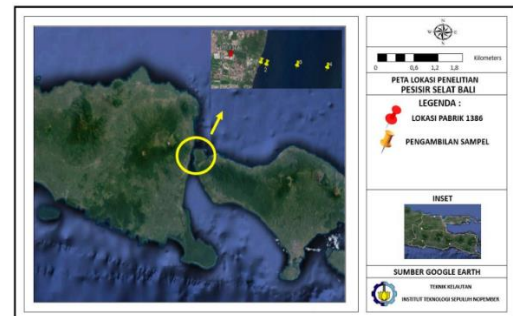 Kilometers
0 0,6 1,2 1.8
PETA LOKASI PENELITIAN
PESISIR SELAT BALI
LEGENDA :
LOKASI PABRIK 1386
PENGAMBILAN SAMPEL
INSET
SUMBER GOOGLE EARTH
TEKNIK KELAUTAN
INSTITUT TEKNOLOGI SEPULUH NOPEMBER